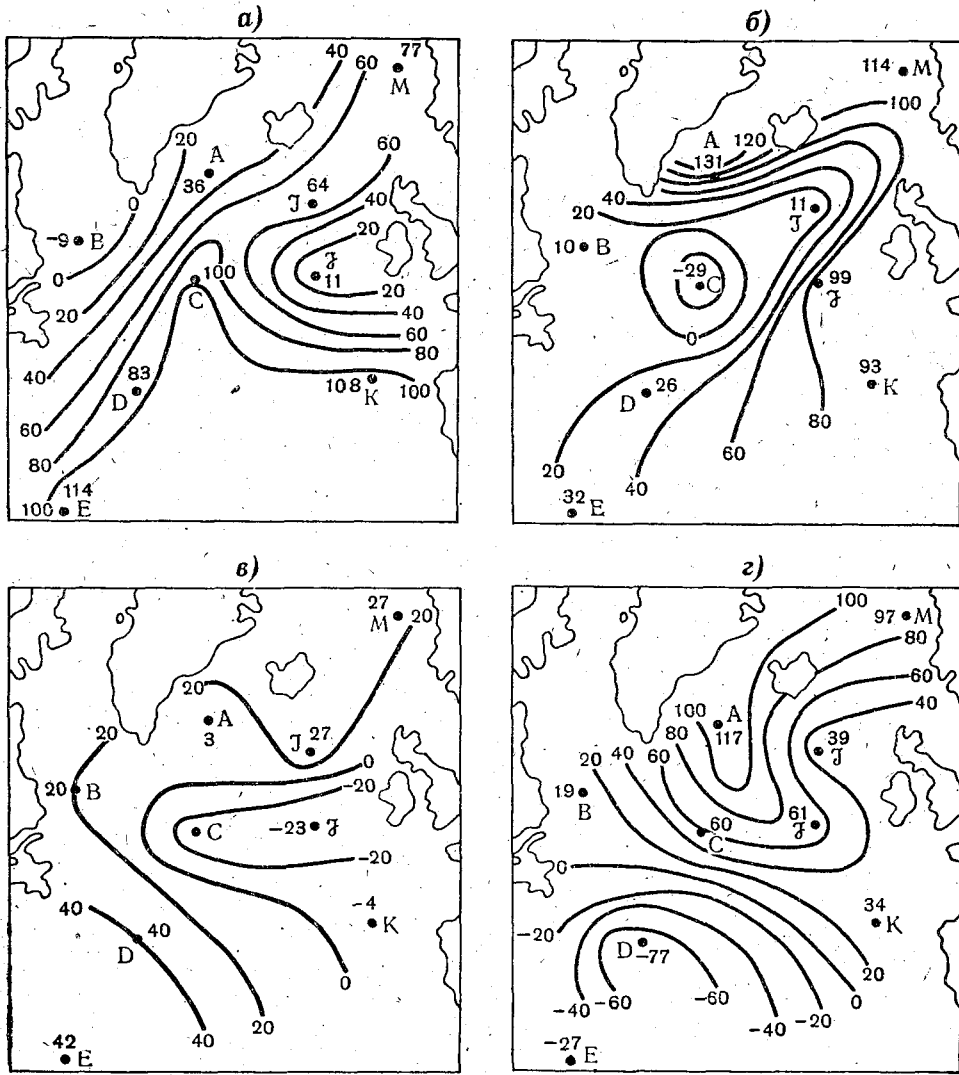 а)
40
60
77
M
20
A
36
60
64
J
40
20
0
-9 B
J
11
0
100
C
20
20
40
60
80
40
83
D
108
K
100
60
80
114
100 E
б)
114 M
100
A
120
131
40
20
11
J
10 B
-29
C
99
J
0
93
K
D 26
80
60
20
40
32
E
в)
27
M
20
20
A
3
27
J
20
20 B
0
-20
C
-23 J
-20
40
40
D
-4
K
0
20
40
42
E
г)
100
97 M
80
60
100
A
117
40
80
60
40
20
39
J
19
B
60
C
61
J
0
34
K
-20
D -77
20
0
-40
-60
-60
-20
-40
-27
E